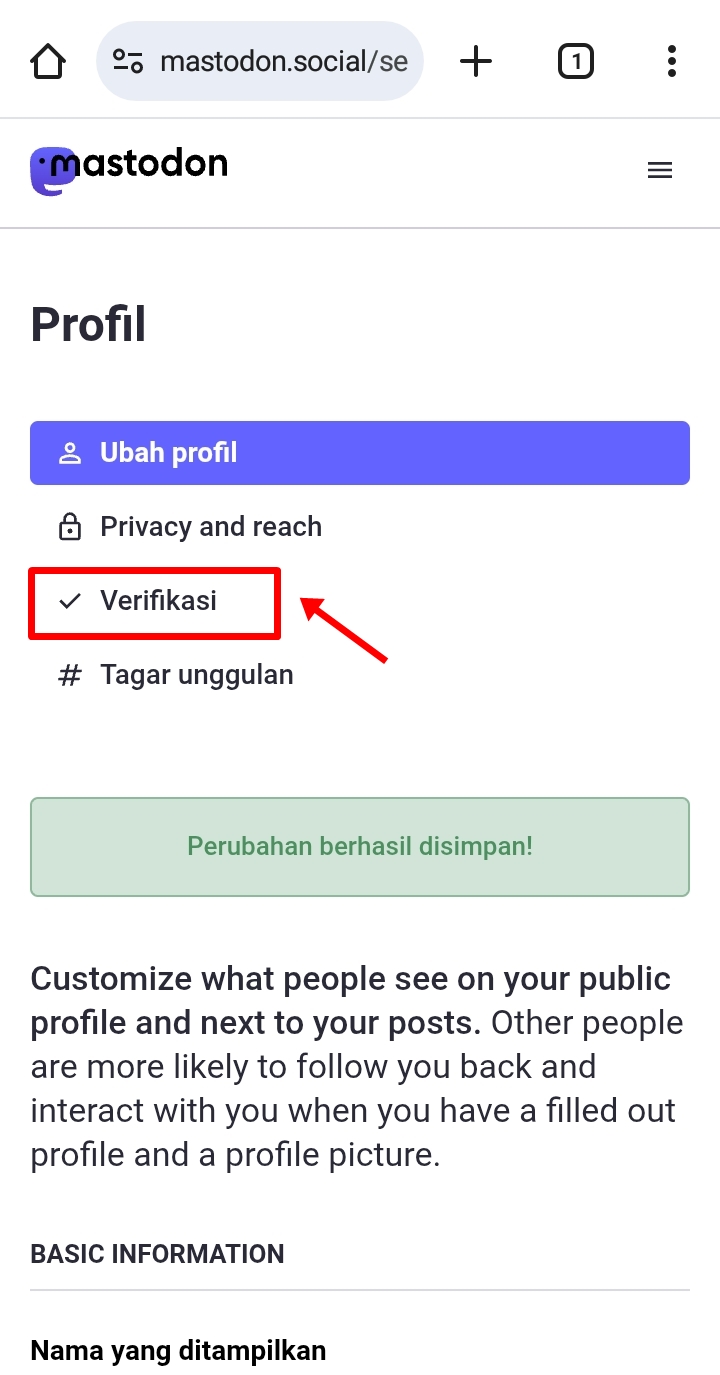 mastodon.social/se
1
mastodon
Profil
Ubah profil
Privacy and reach
Verifikasi
# Tagar unggulan
Perubahan berhasil disimpan!
Customize what people see on your public
profile and next to your posts. Other people
are more likely to follow you back and
interact with you when you have a filled out
profile and a profile picture.
BASIC INFORMATION
Nama yang ditampilkan